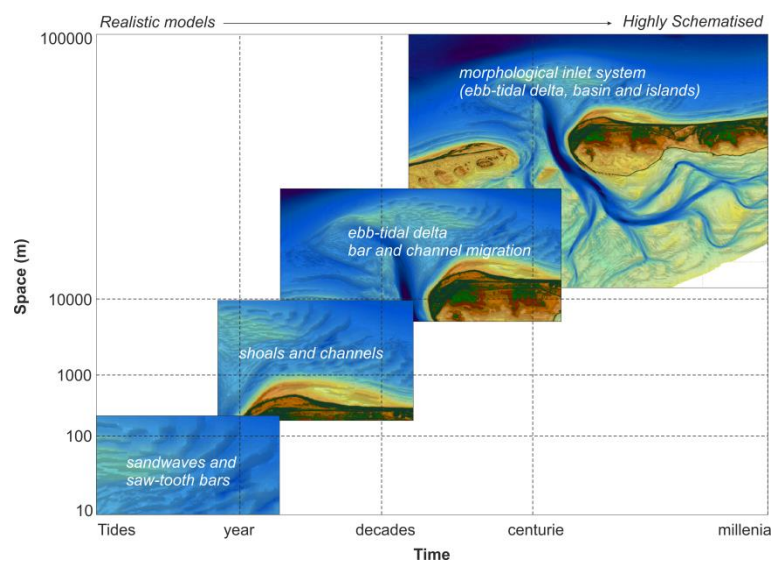 Realistic models
Highly Schematised
100000
morphological inlet system
(ebb-tidal delta, basin and islands)
ebb-tidal delta
bar and channel migration
Space (m)
10000
shoals and channels
1000
100
sandwaves and
saw-tooth bars
10
Tides
year
decades
centurie
millenia
Time